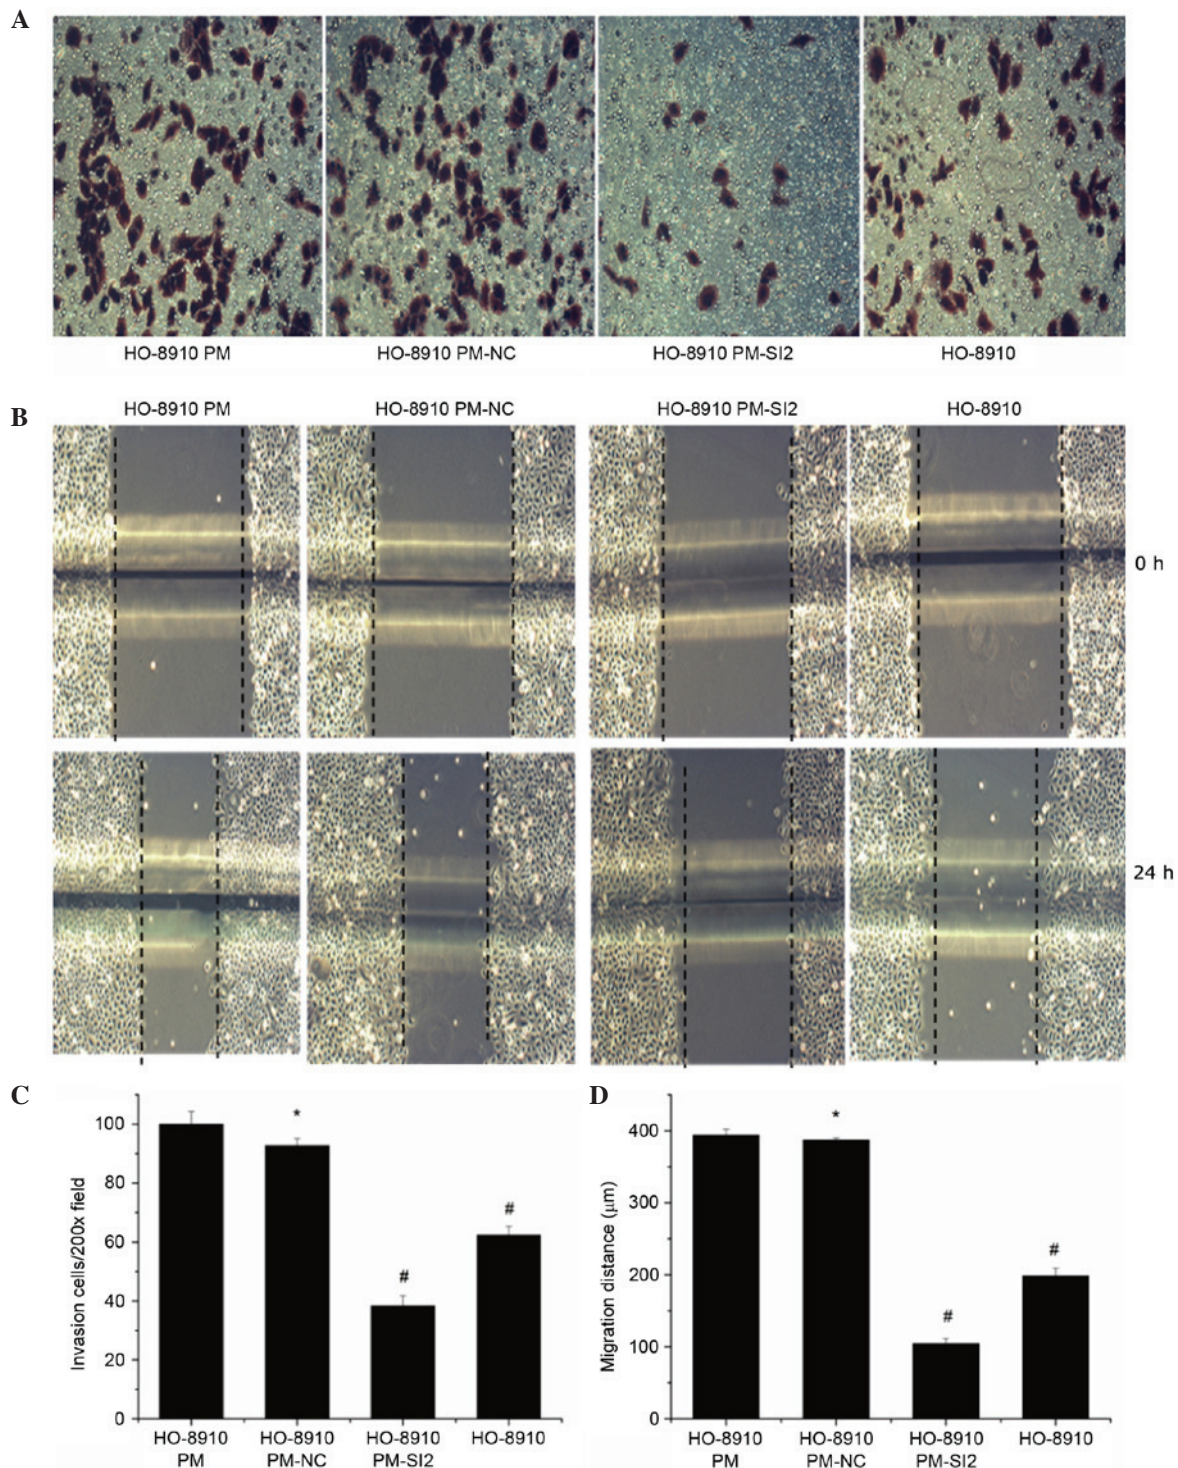 A
HO-8910 PM
HO-8910 PM-NC
HO-8910 PM-SI2
HO-8910
B
HO-8910 PM
HO-8910 PM-NC
HO-8910 PM-SI2
HO-8910
0 h
24 h
C
Invasion cells/200x field
100
80
60
40
20
0
*
#
#
HO-8910
PM
HO-8910
PM-NC
HO-8910
PM-SI2
HO-8910
D
Migration distance (μm)
400
300
200
100
0
*
#
#
HO-8910
PM
HO-8910
PM-NC
HO-8910
PM-SI2
HO-8910